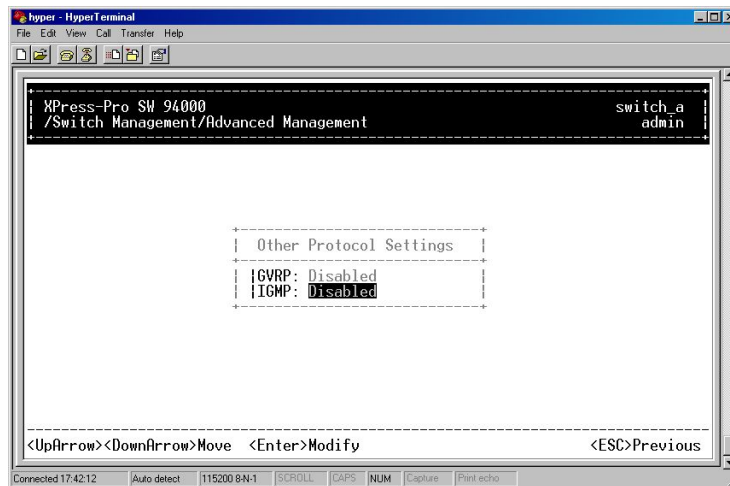 hyper - HyperTerminal
File Edit View Call Transfer Help
XPress-Pro SW 94000 switch_a
/Switch Management/Advanced Management admin
Other Protocol Settings
GVRP: Disabled
IGMP: Disabled
<UpArrow><DownArrow>Move <Enter>Modify <ESC>Previous
Connected 17:42:12 Auto detect 115200 8-N-1 SCROLL CAPS NUM Capture Print echo